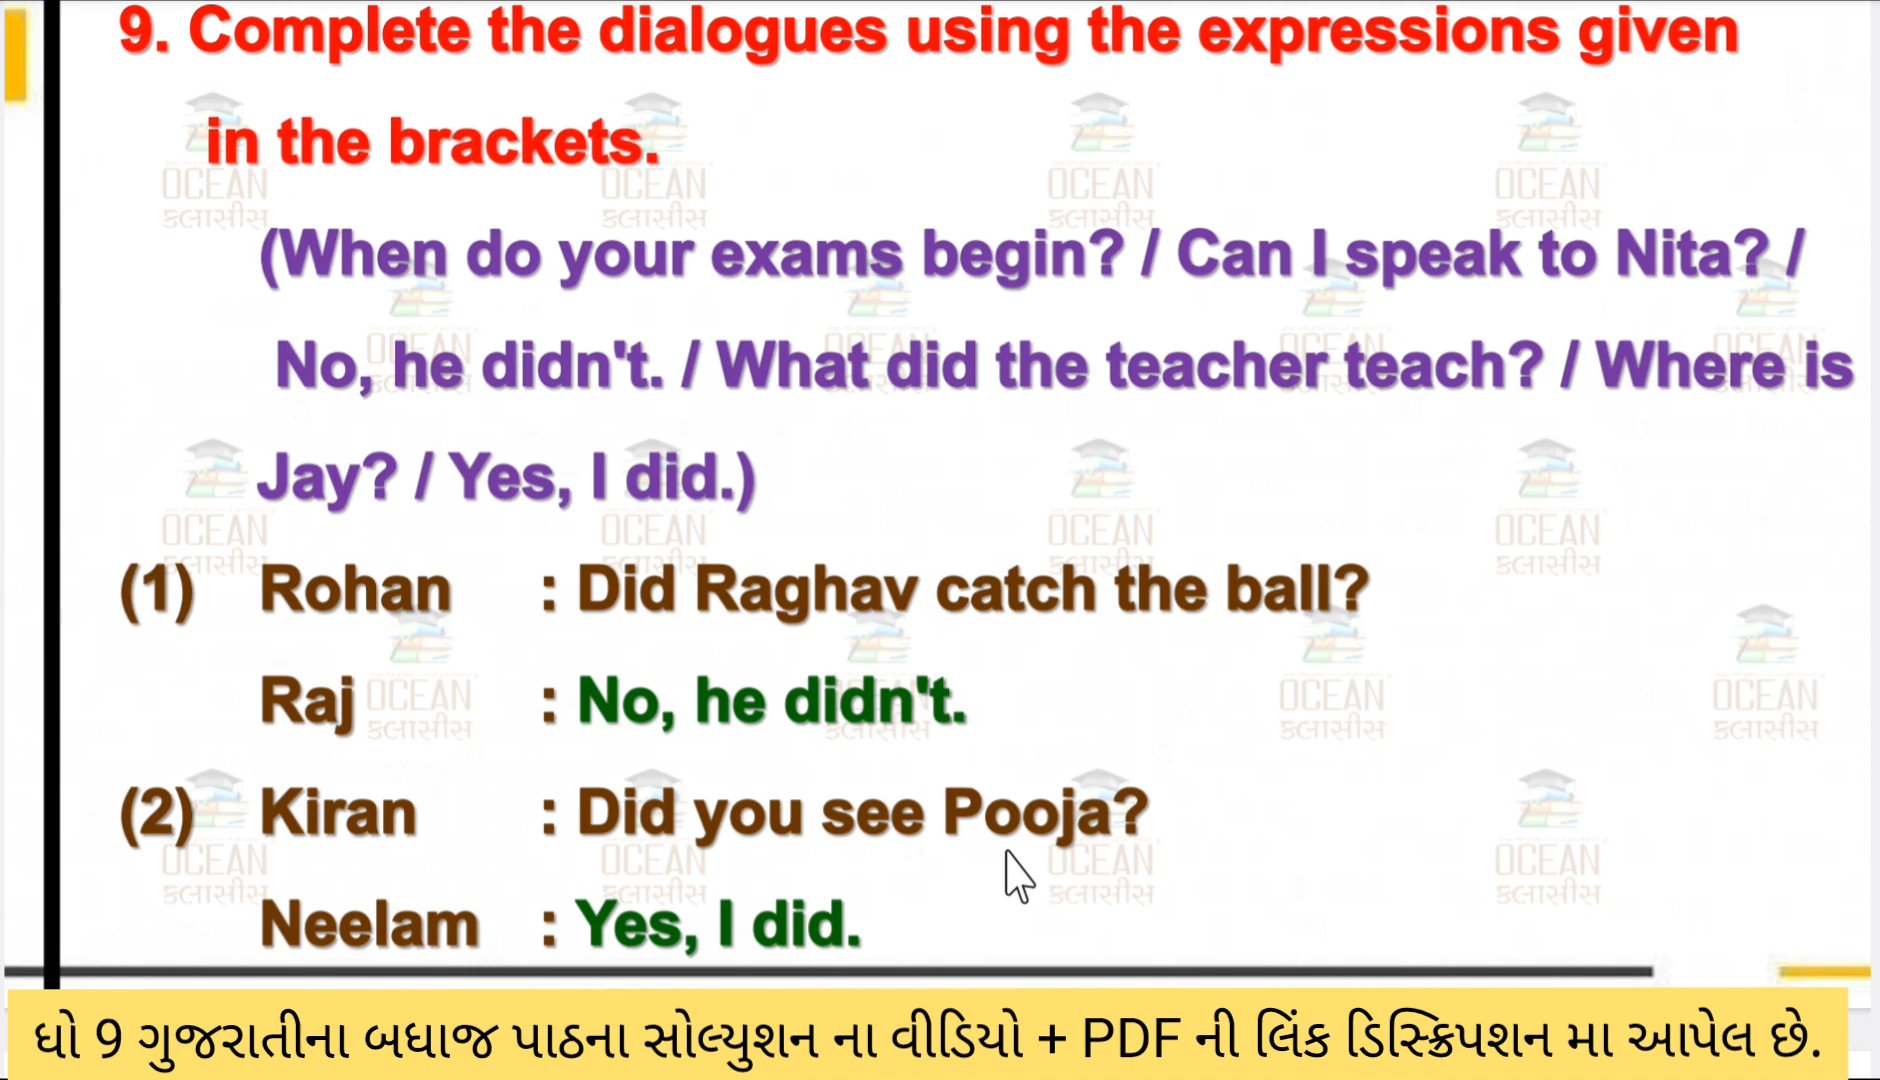 9. Complete the dialogues using the expressions given
in the brackets.
(When do your exams begin? / Can I speak to Nita? /
No, he didn't. / What did the teacher teach? / Where is
Jay? / Yes, I did.)
(1) Rohan : Did Raghav catch the ball?
Raj : No, he didn't.
(2) Kiran : Did you see Pooja?
Neelam : Yes, I did.
ધો 9 ગુજરાતીના બધાજ પાઠના સોલ્યુશન ના વીડિયો + PDF ની લિંક ડિસ્ક્રિપશન મા આપેલ છે.